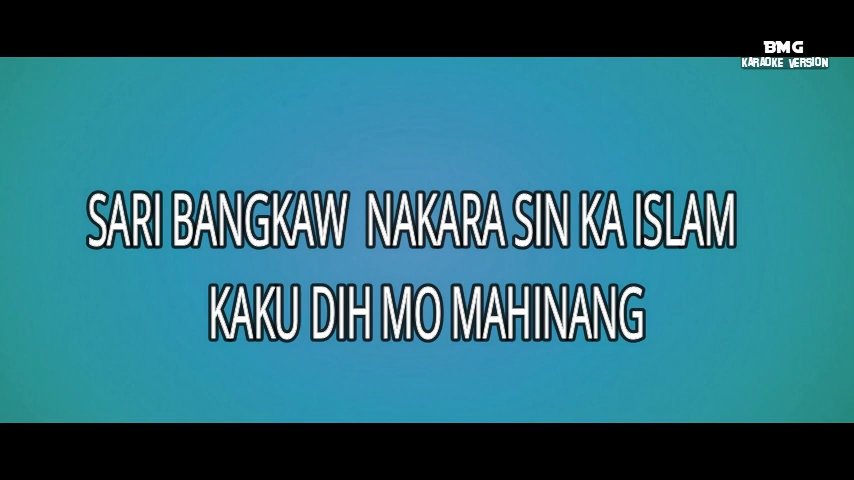 BMG
KARAOKE VERSION
SARI BANGKAW NAKARA SIN KA ISLAM
KAKU DIH MO MAHINANG